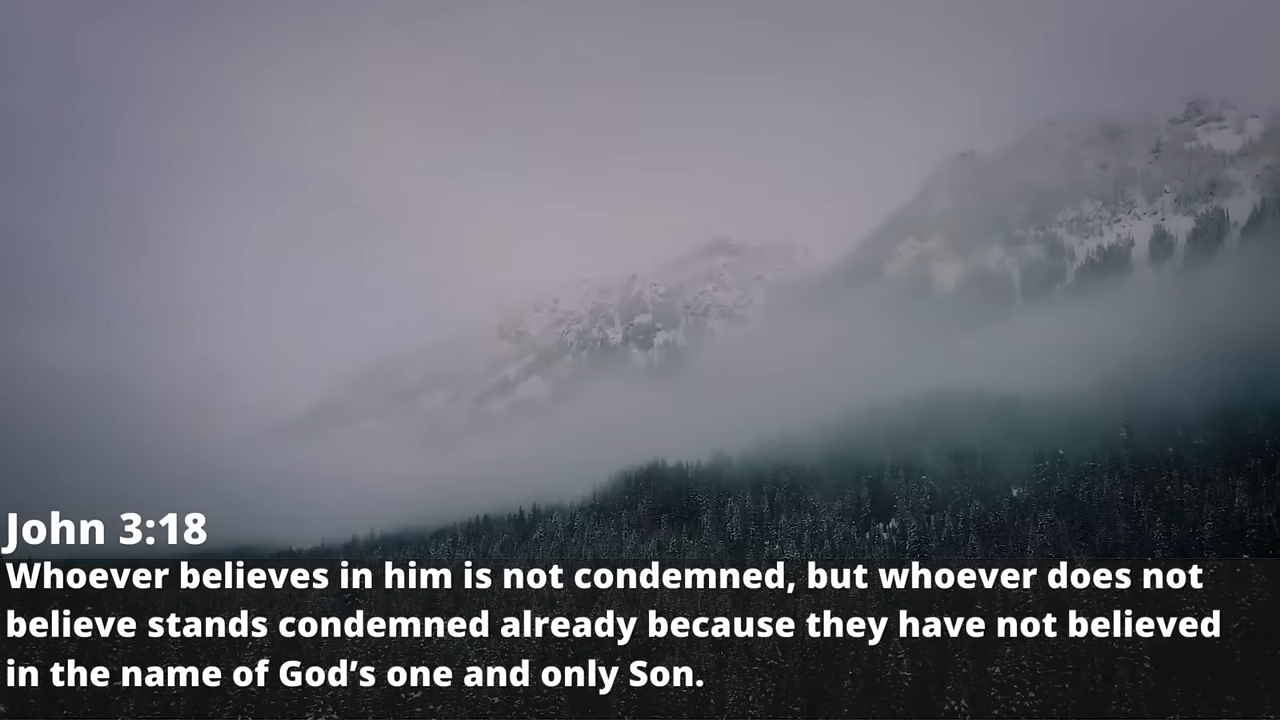 John 3:18
Whoever believes in him is not condemned, but whoever does not
believe stands condemned already because they have not believed
in the name of God’s one and only Son.